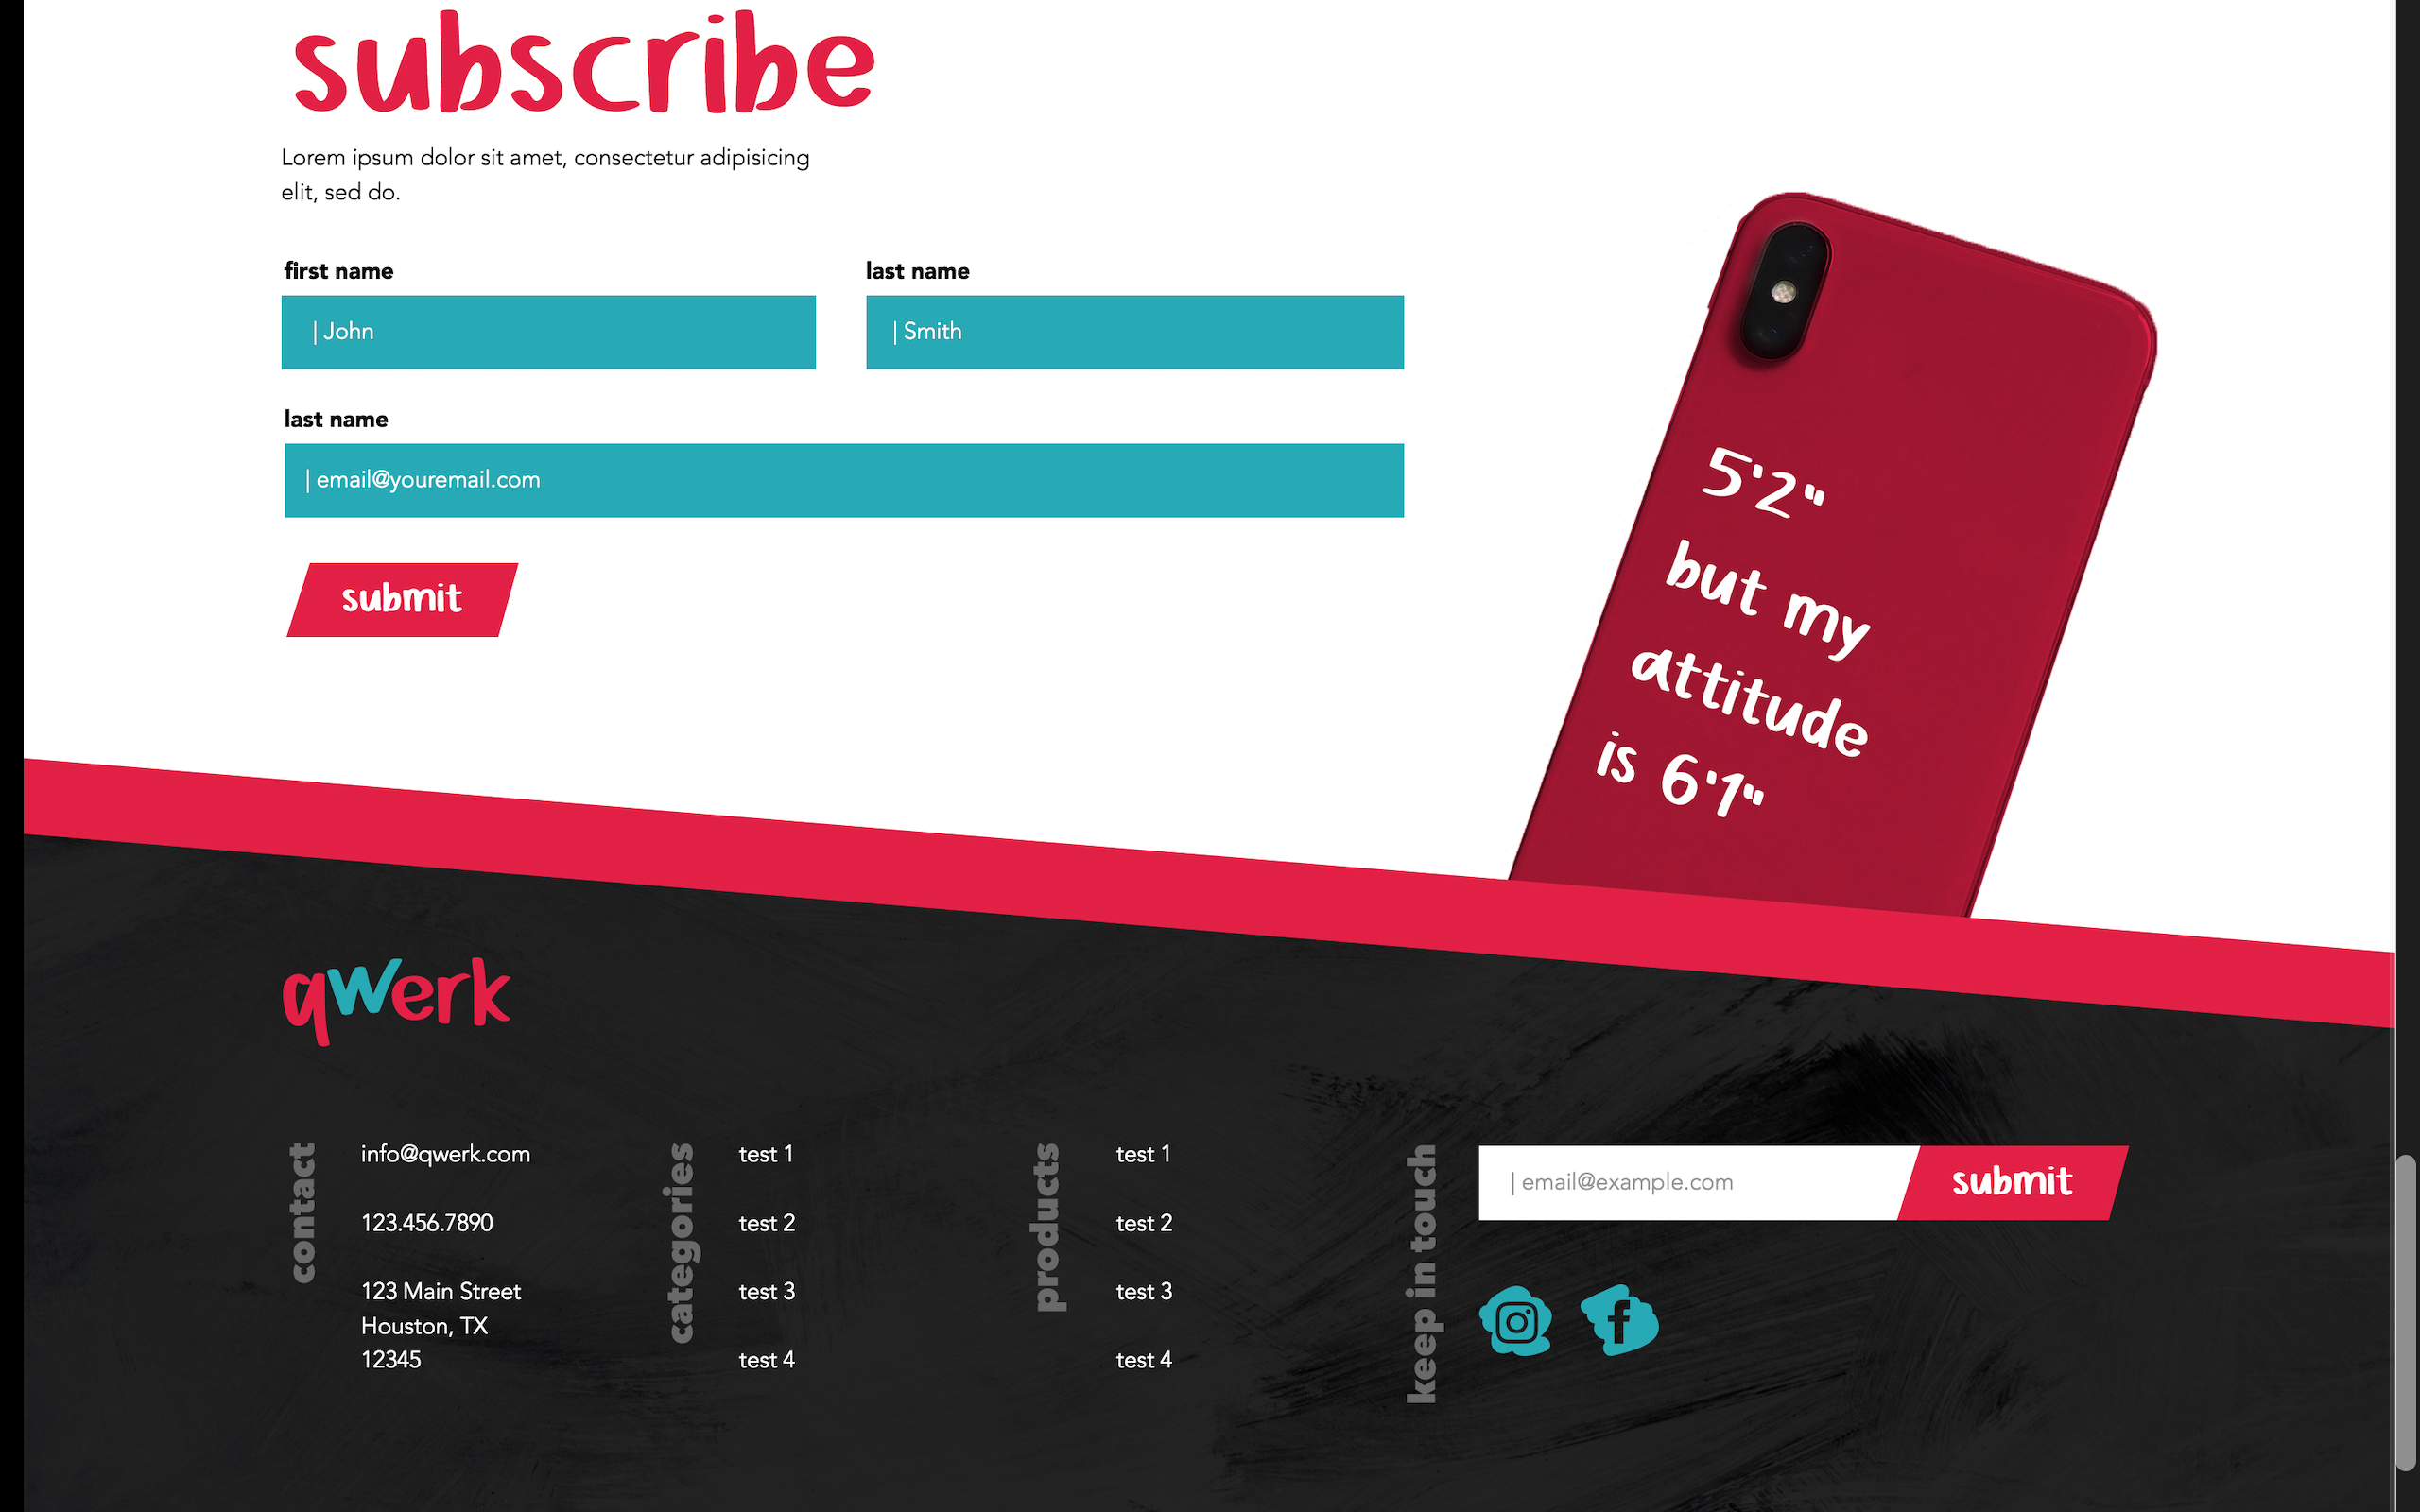 subscribe
Lorem ipsum dolor sit amet, consectetur adipisicing
elit, sed do.
first name
last name
| John
| Smith
last name
| email@youremail.com
submit
5'2"
but my
attitude
is 6'1"
qwerk
contact
info@qwerk.com
123.456.7890
123 Main Street
Houston, TX
12345
categories
test 1
test 2
test 3
test 4
products
test 1
test 2
test 3
test 4
keep in touch
| email@example.com
submit